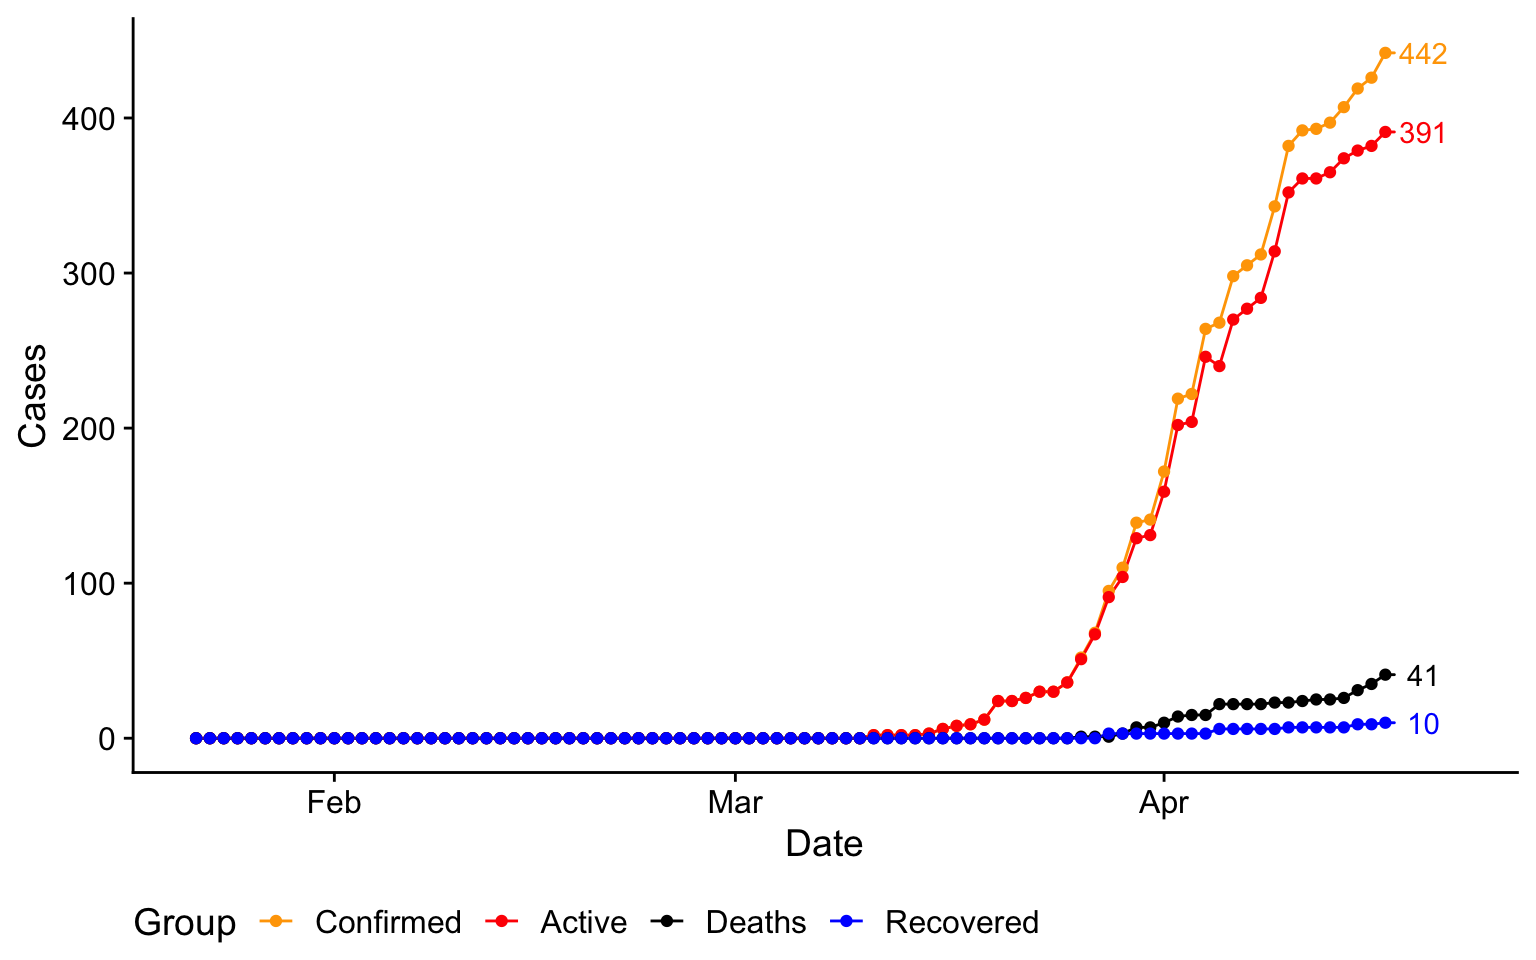 442
391
41
10
400
300
200
100
0
Cases
Feb Mar Apr
Date
Group Confirmed Active Deaths Recovered